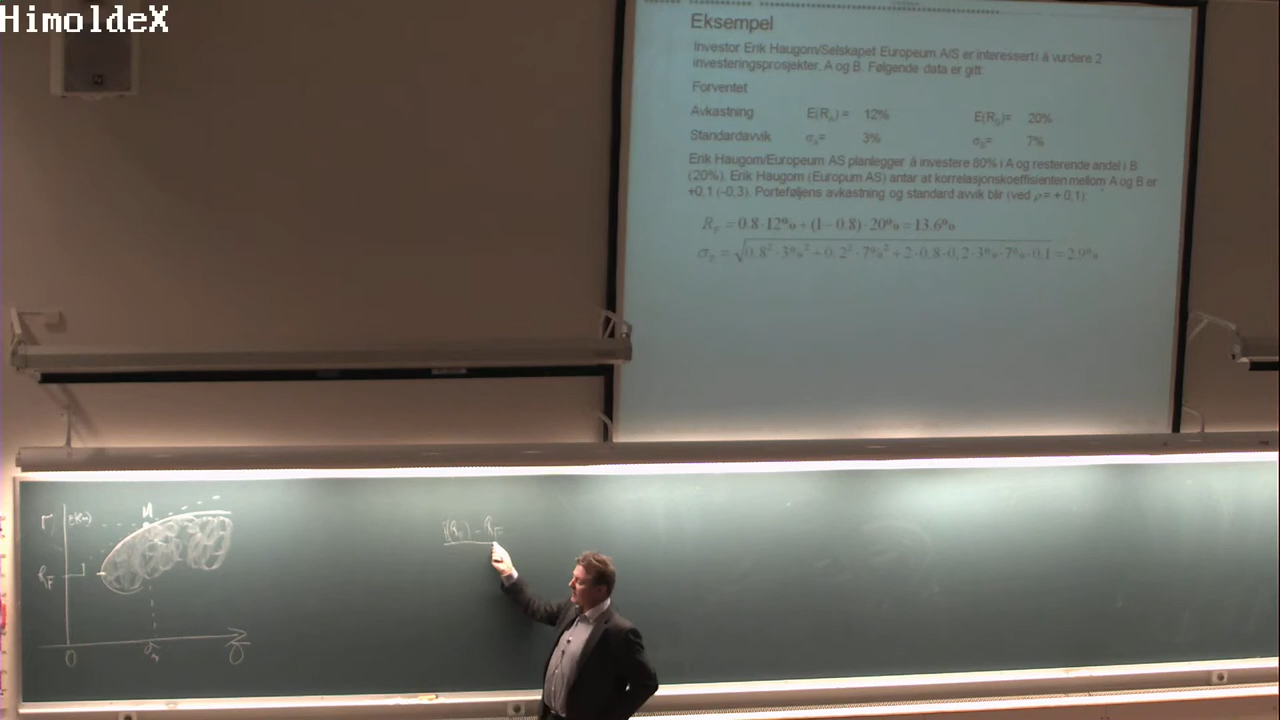 HimoldeX
Eksempel
Investor Erik Haugom/Selskapet Europeum A/S er interessert i å vurdere 2
investeringsprosjekter, A og B. Følgende data er gitt:
Forventet
Avkastning E(R_A) = 12% E(R_B)= 20%
Standardavvik σ_A= 3% σ_B= 7%
Erik Haugom/Europeum AS planlegger å investere 80% i A og resterende andel i B
(20%). Erik Haugom (Europum AS) antar at korrelasjonskoeffisienten mellom A og B er
+0,1 (-0,3). Porteføljens avkastning og standard avvik blir (ved ρ = + 0,1):
R_P = 0.8·12% + (1−0.8)·20% = 13.6%
σ_P = √0.8²·3%² + 0.2²·7%² + 2·0.8·0,2·3%·7%·0.1 = 2.9%
M
r E(R_M)
R_F
0 σ_M σ
E(R_M) − R_F